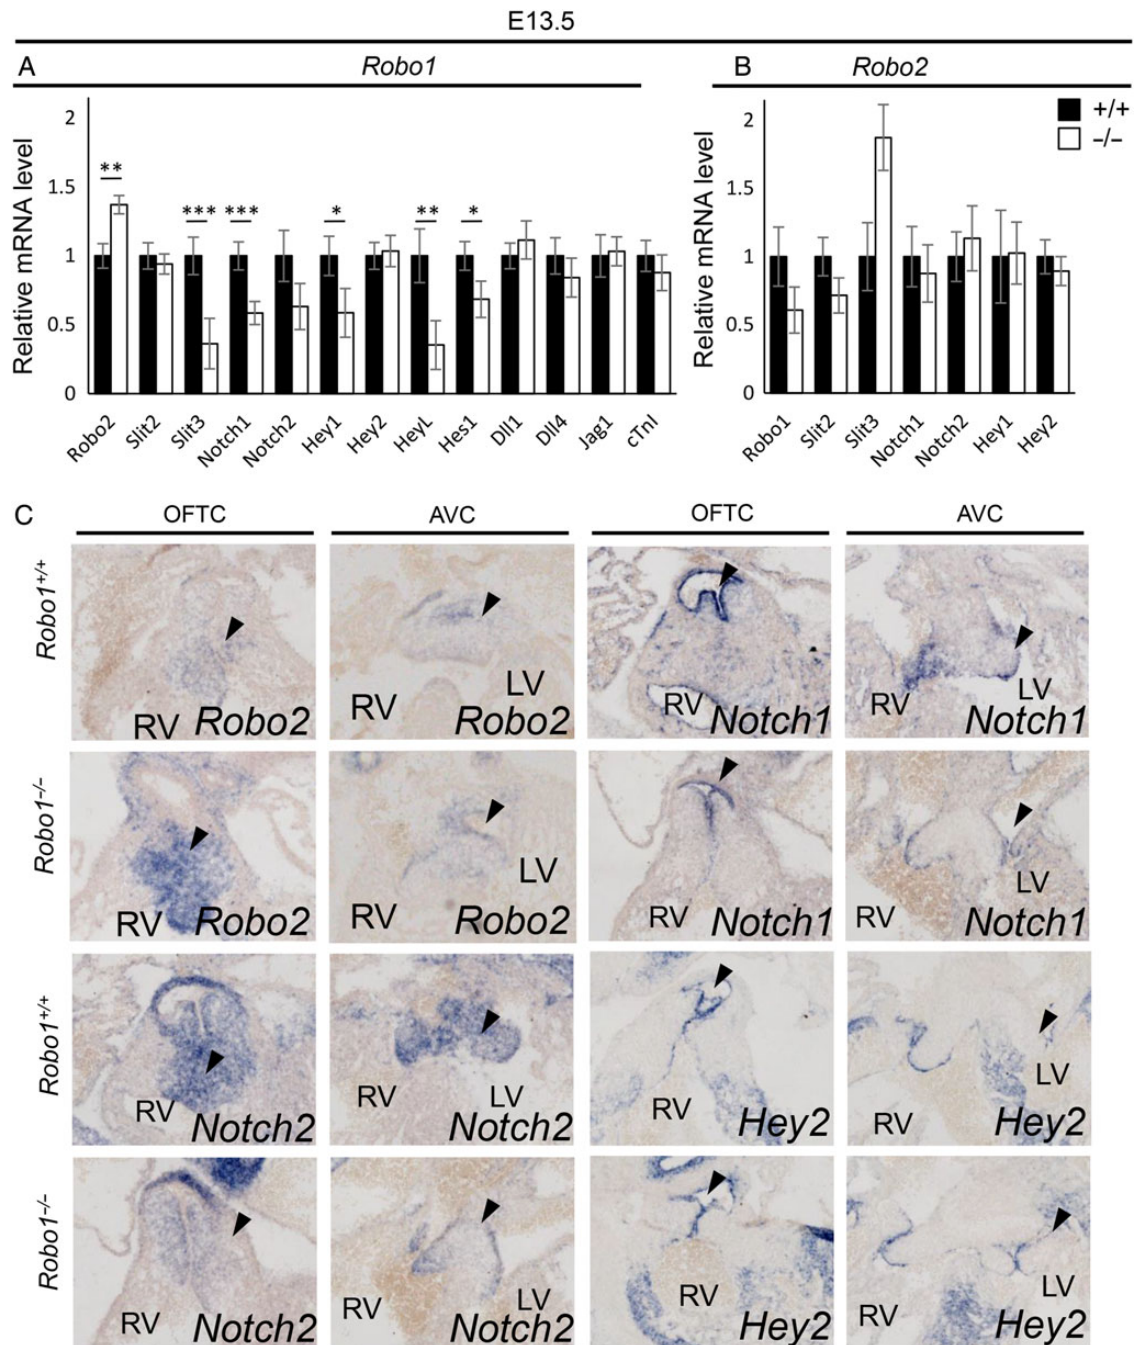 E13.5
A Robo1
B Robo2
+/+
–/–
Relative mRNA level
2
1.5
1
0.5
0
** *** *** * ** *
Robo2 Slit2 Slit3 Notch1 Notch2 Hey1 Hey2 HeyL Hes1 Dll1 Dll4 Jag1 cTnI
Relative mRNA level
2
1.5
1
0.5
0
Robo1 Slit2 Slit3 Notch1 Notch2 Hey1 Hey2
C OFTC AVC OFTC AVC
Robo1+/+
RV Robo2
RV LV Robo2
RV Notch1
RV LV Notch1
Robo1–/–
RV Robo2
RV LV Robo2
RV Notch1
RV LV Notch1
Robo1+/+
RV Notch2
RV LV Notch2
RV Hey2
RV LV Hey2
Robo1–/–
RV Notch2
RV LV Notch2
RV Hey2
RV LV Hey2